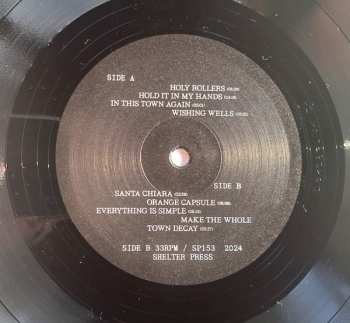 SIDE A
HOLY ROLLERS
HOLD IT IN MY HANDS
IN THIS TOWN AGAIN
WISHING WELLS
SIDE B
SANTA CHIARA
ORANGE CAPSULE
EVERYTHING IS SIMPLE
MAKE THE WHOLE
TOWN DECAY
SIDE B 33RPM / SP153 2024
SHELTER PRESS